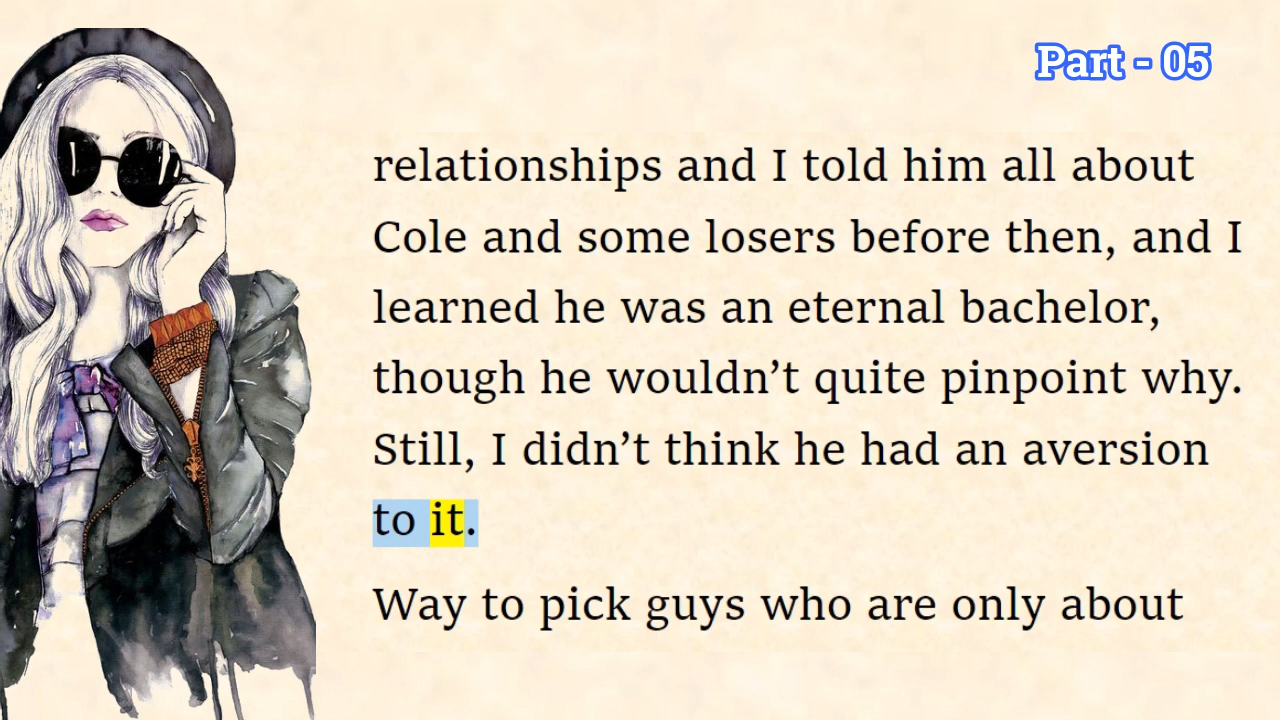 Part - 05
relationships and I told him all about
Cole and some losers before then, and I
learned he was an eternal bachelor,
though he wouldn’t quite pinpoint why.
Still, I didn’t think he had an aversion
to it.
Way to pick guys who are only about